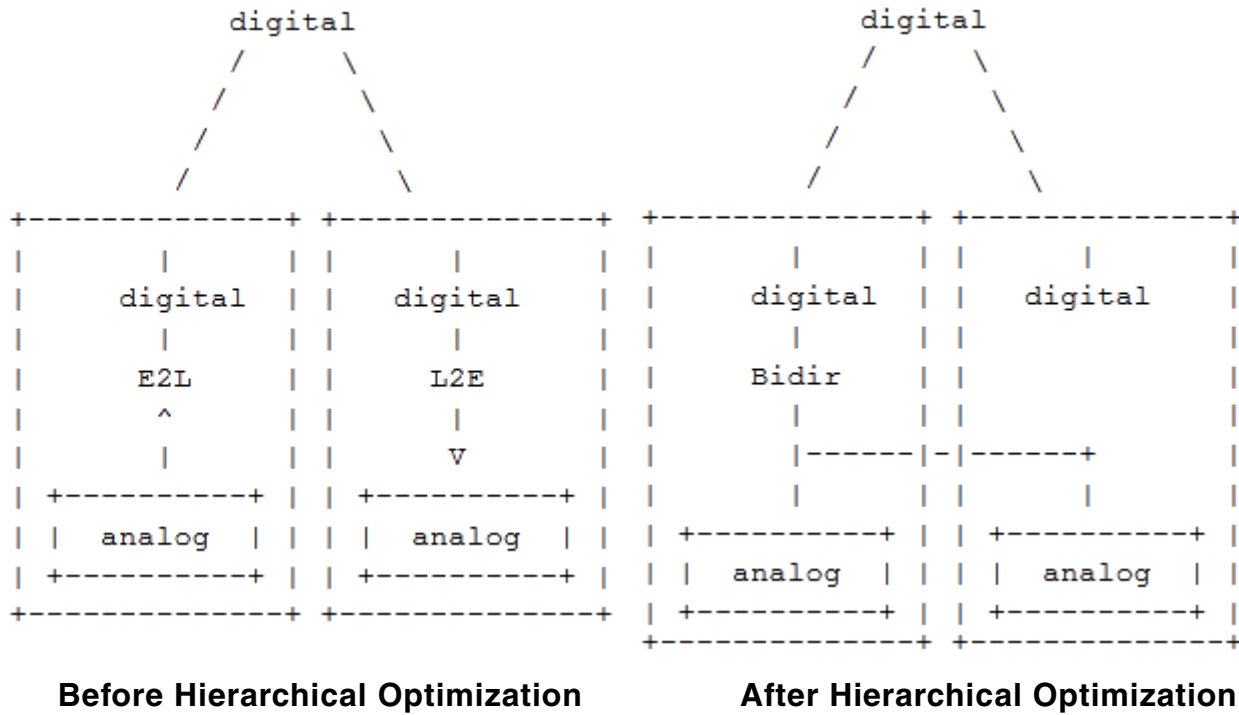 digital digital
/ \ / \
/ \ / \
/ \ / \
/ \ / \
+--------------+ +--------------+ +--------------+ +--------------+
| | | | | | | | | | | |
| digital | | digital | | digital | | digital |
| | | | | | | | | | |
| E2L | | L2E | | Bidir | | |
| ^ | | | | | | | | |
| | | | V | | |------|-|------+ |
| +----------+ | | +----------+ | | | | | | |
| | analog | | | | analog | | | +----------+ | | +----------+ |
| +----------+ | | +----------+ | | | analog | | | | analog | |
+--------------+ +--------------+ | +----------+ | | +----------+ |
+--------------+ +--------------+
Before Hierarchical Optimization After Hierarchical Optimization